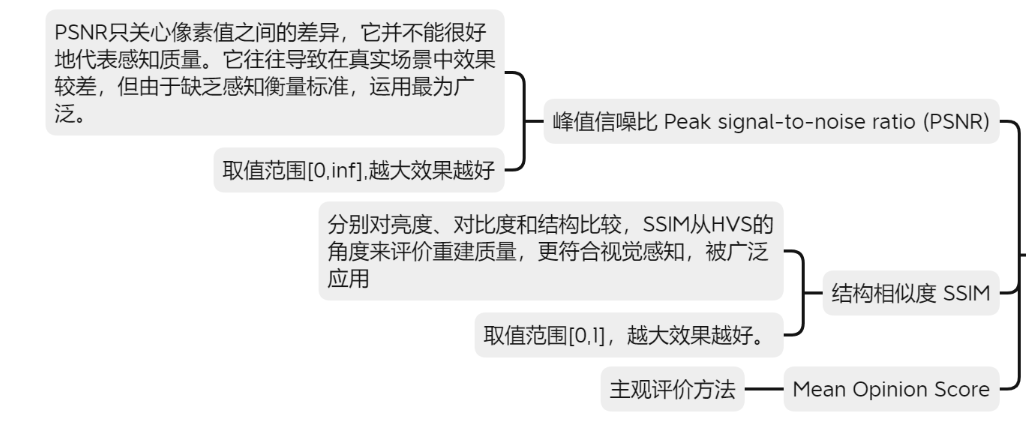 PSNR只关心像素值之间的差异，它并不能很好
地代表感知质量。它往往导致在真实场景中效果
较差，但由于缺乏感知衡量标准，运用最为广
泛。
峰值信噪比 Peak signal-to-noise ratio (PSNR)
取值范围[0,inf],越大效果越好
分别对亮度、对比度和结构比较，SSIM从HVS的
角度来评价重建质量，更符合视觉感知，被广泛
应用
结构相似度 SSIM
取值范围[0,1]，越大效果越好。
主观评价方法
Mean Opinion Score